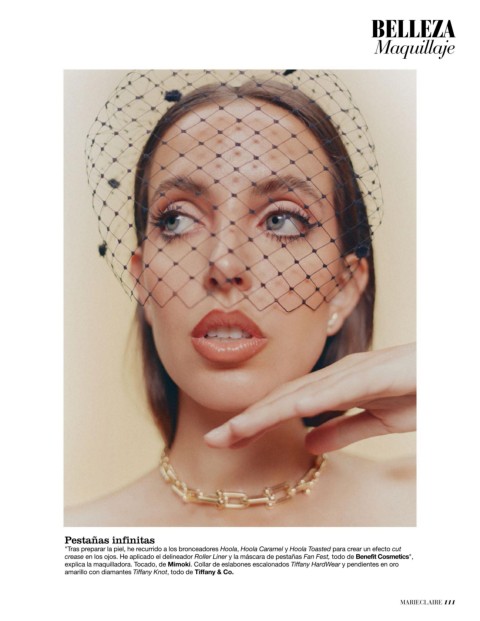 BELLEZA
Maquillaje
Pestañas infinitas
"Tras preparar la piel, he recurrido a los bronceadores Hoola, Hoola Caramel y Hoola Toasted para crear un efecto cut
crease en los ojos. He aplicado el delineador Roller Liner y la máscara de pestañas Fan Fest, todo de Benefit Cosmetics",
explica la maquilladora. Tocado, de Mimoki. Collar de eslabones escalonados Tiffany HardWear y pendientes en oro
amarillo con diamantes Tiffany Knot, todo de Tiffany & Co.
MARIECLAIRE 111